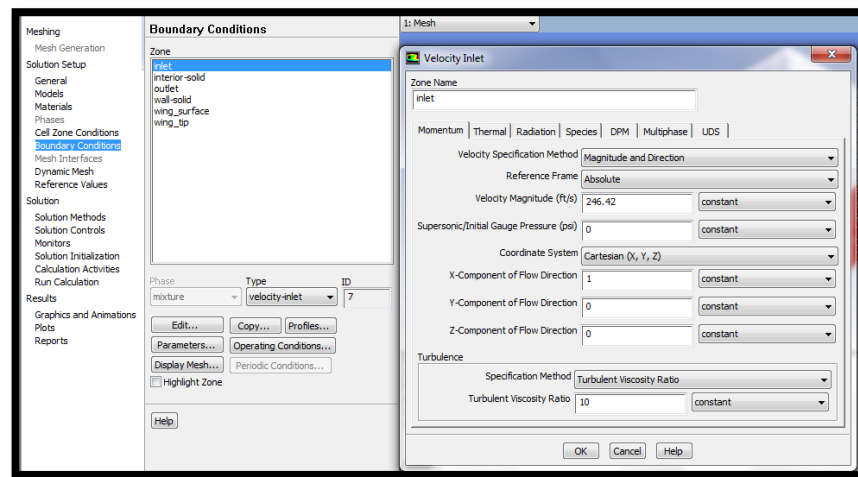 Meshing
Mesh Generation
Solution Setup
General
Models
Materials
Phases
Cell Zone Conditions
Boundary Conditions
Mesh Interfaces
Dynamic Mesh
Reference Values
Solution
Solution Methods
Solution Controls
Monitors
Solution Initialization
Calculation Activities
Run Calculation
Results
Graphics and Animations
Plots
Reports
Boundary Conditions
Zone
inlet
interior-solid
outlet
wall-solid
wing_surface
wing_tip
Phase Type ID
mixture velocity-inlet 7
Edit... Copy... Profiles...
Parameters... Operating Conditions...
Display Mesh... Periodic Conditions...
Highlight Zone
Help
1: Mesh
Velocity Inlet
Zone Name
inlet
Momentum Thermal Radiation Species DPM Multiphase UDS
Velocity Specification Method Magnitude and Direction
Reference Frame Absolute
Velocity Magnitude (ft/s) 246.42 constant
Supersonic/Initial Gauge Pressure (psi) 0 constant
Coordinate System Cartesian (X, Y, Z)
X-Component of Flow Direction 1 constant
Y-Component of Flow Direction 0 constant
Z-Component of Flow Direction 0 constant
Turbulence
Specification Method Turbulent Viscosity Ratio
Turbulent Viscosity Ratio 10 constant
OK Cancel Help